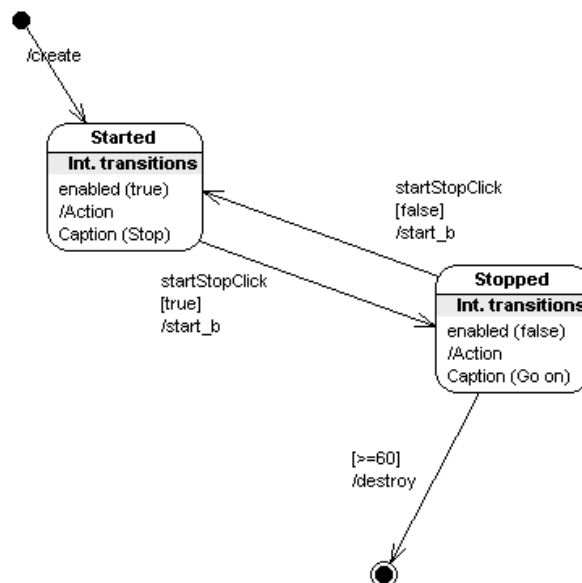 /create
Started
Int. transitions
enabled (true)
/Action
Caption (Stop)
startStopClick
[false]
/start_b
startStopClick
[true]
/start_b
Stopped
Int. transitions
enabled (false)
/Action
Caption (Go on)
[>=60]
/destroy